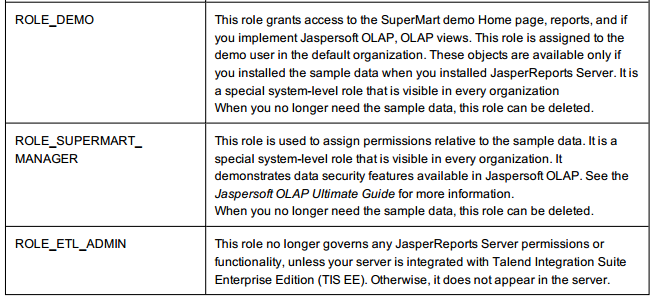 ROLE_DEMO
This role grants access to the SuperMart demo Home page, reports, and if
you implement Jaspersoft OLAP, OLAP views. This role is assigned to the
demo user in the default organization. These objects are available only if
you installed the sample data when you installed JasperReports Server. It is
a special system-level role that is visible in every organization
When you no longer need the sample data, this role can be deleted.
ROLE_SUPERMART_
MANAGER
This role is used to assign permissions relative to the sample data. It is a
special system-level role that is visible in every organization. It
demonstrates data security features available in Jaspersoft OLAP. See the
Jaspersoft OLAP Ultimate Guide for more information.
When you no longer need the sample data, this role can be deleted.
ROLE_ETL_ADMIN
This role no longer governs any JasperReports Server permissions or
functionality, unless your server is integrated with Talend Integration Suite
Enterprise Edition (TIS EE). Otherwise, it does not appear in the server.